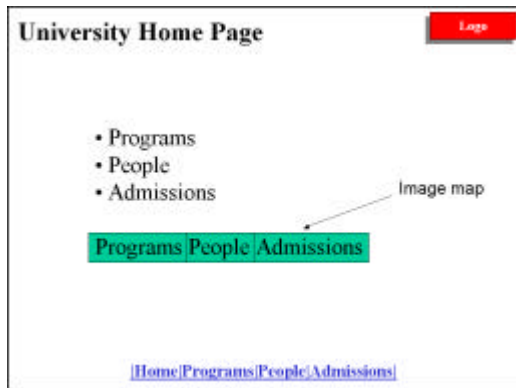 University Home Page
Logo
• Programs
• People
• Admissions
Image map
Programs People Admissions
|Home|Programs|People|Admissions|